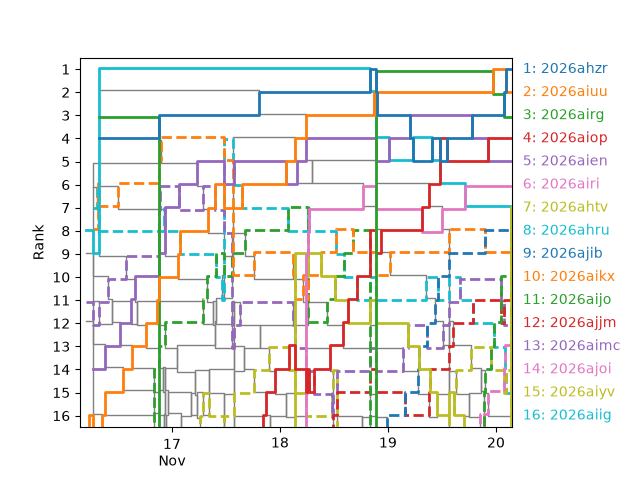 1
2
3
4
5
6
7
8
9
10
11
12
13
14
15
16
Rank
17
18
19
20
Nov
1: 2026ahzr
2: 2026aiuu
3: 2026airg
4: 2026aiop
5: 2026aien
6: 2026airi
7: 2026ahtv
8: 2026ahru
9: 2026ajib
10: 2026aikx
11: 2026aijo
12: 2026ajjm
13: 2026aimc
14: 2026ajoi
15: 2026aiyv
16: 2026aiig